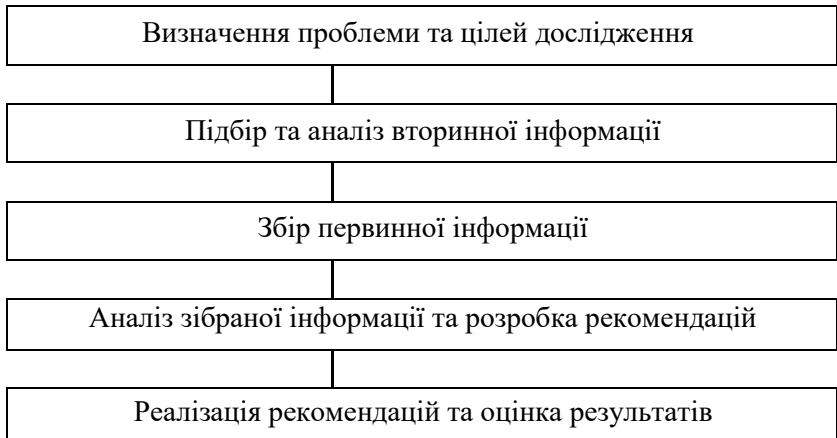 Визначення проблеми та цілей дослідження
Підбір та аналіз вторинної інформації
Збір первинної інформації
Аналіз зібраної інформації та розробка рекомендацій
Реалізація рекомендацій та оцінка результатів